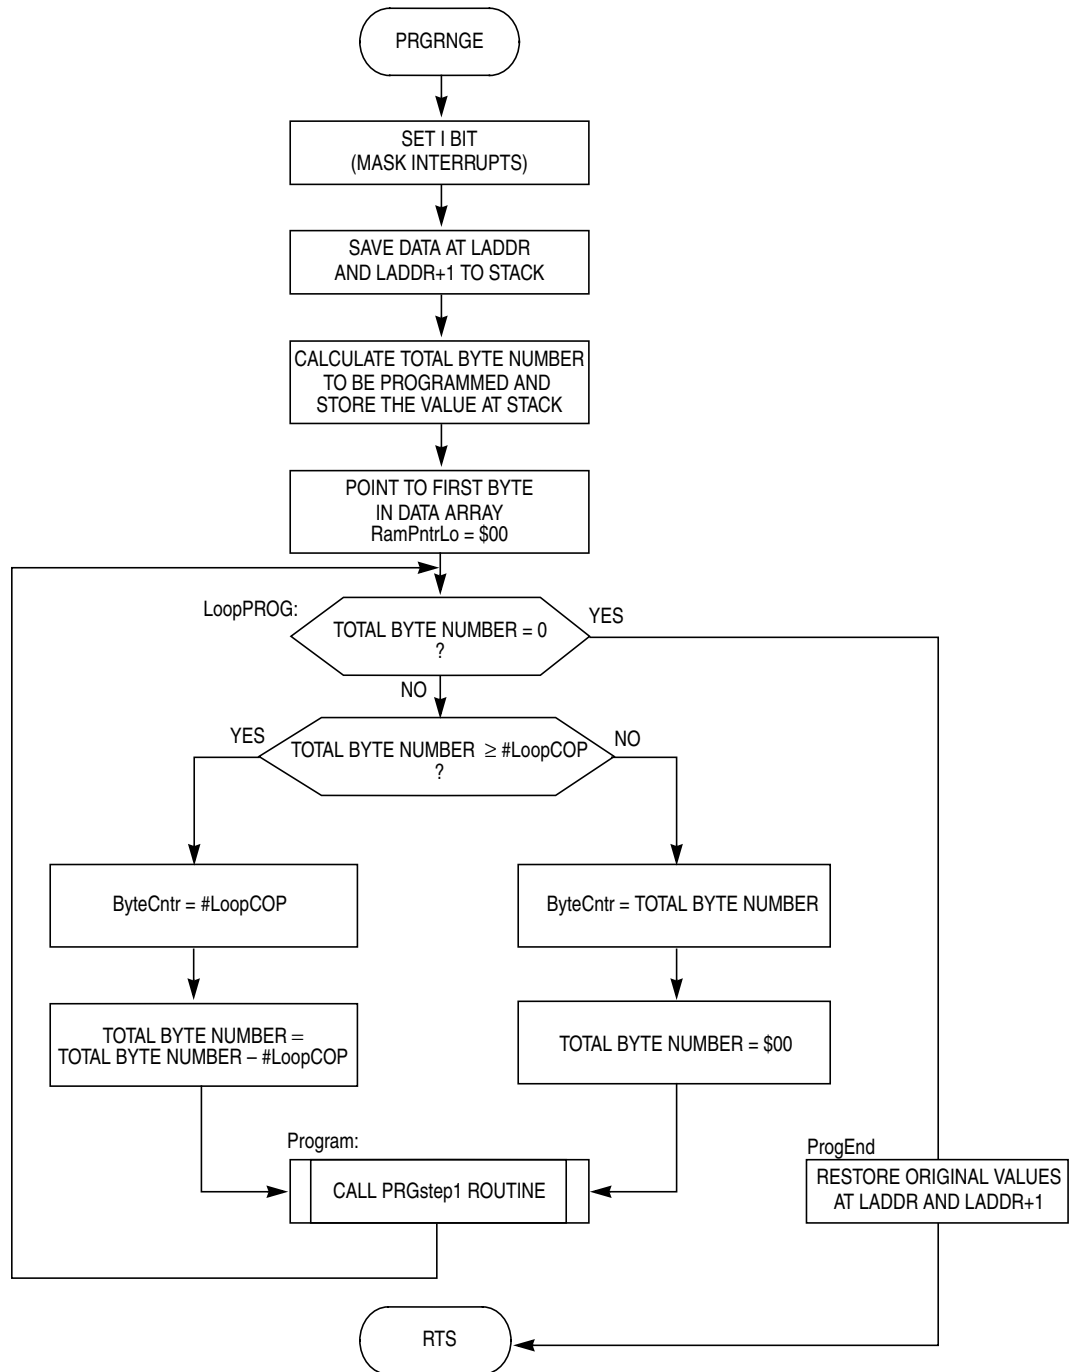 PRGRNGE
SET I BIT
(MASK INTERRUPTS)
SAVE DATA AT LADDR
AND LADDR+1 TO STACK
CALCULATE TOTAL BYTE NUMBER
TO BE PROGRAMMED AND
STORE THE VALUE AT STACK
POINT TO FIRST BYTE
IN DATA ARRAY
RamPntrLo = $00
LoopPROG:
TOTAL BYTE NUMBER = 0
?
YES
NO
YES
TOTAL BYTE NUMBER ≥ #LoopCOP
?
NO
ByteCntr = #LoopCOP
ByteCntr = TOTAL BYTE NUMBER
TOTAL BYTE NUMBER =
TOTAL BYTE NUMBER – #LoopCOP
TOTAL BYTE NUMBER = $00
Program:
CALL PRGstep1 ROUTINE
ProgEnd
RESTORE ORIGINAL VALUES
AT LADDR AND LADDR+1
RTS